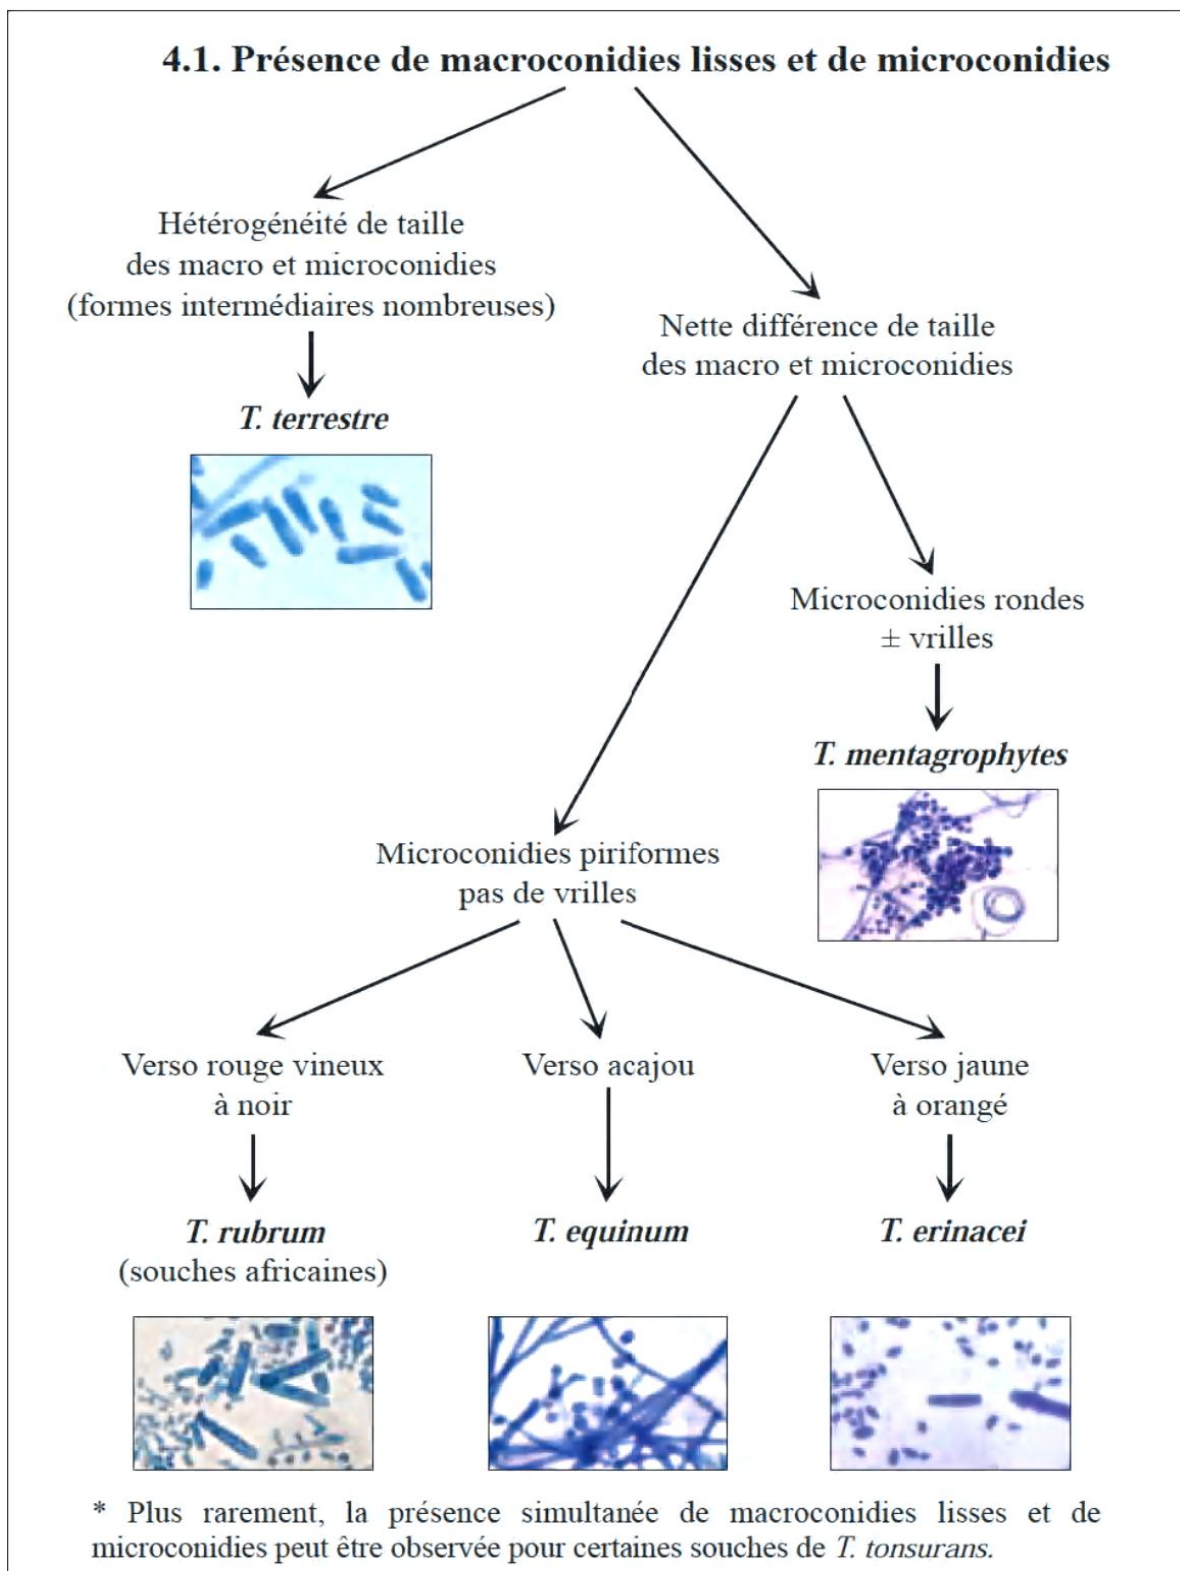 4.1. Présence de macroconidies lisses et de microconidies
Hétérogénéité de taille
des macro et microconidies
(formes intermédiaires nombreuses)
T. terrestre
Nette différence de taille
des macro et microconidies
Microconidies rondes
± vrilles
T. mentagrophytes
Microconidies piriformes
pas de vrilles
Verso rouge vineux
à noir
T. rubrum
(souches africaines)
Verso acajou
T. equinum
Verso jaune
à orangé
T. erinacei
* Plus rarement, la présence simultanée de macroconidies lisses et de
microconidies peut être observée pour certaines souches de T. tonsurans.